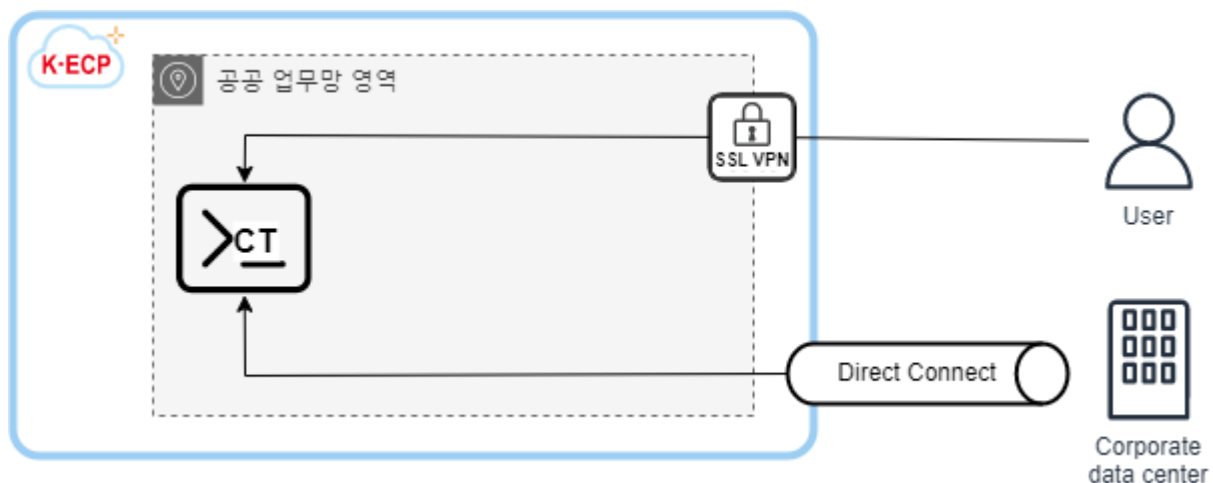 K·ECP
공공 업무망 영역
SSL VPN
CT
User
Direct Connect
Corporate
data center